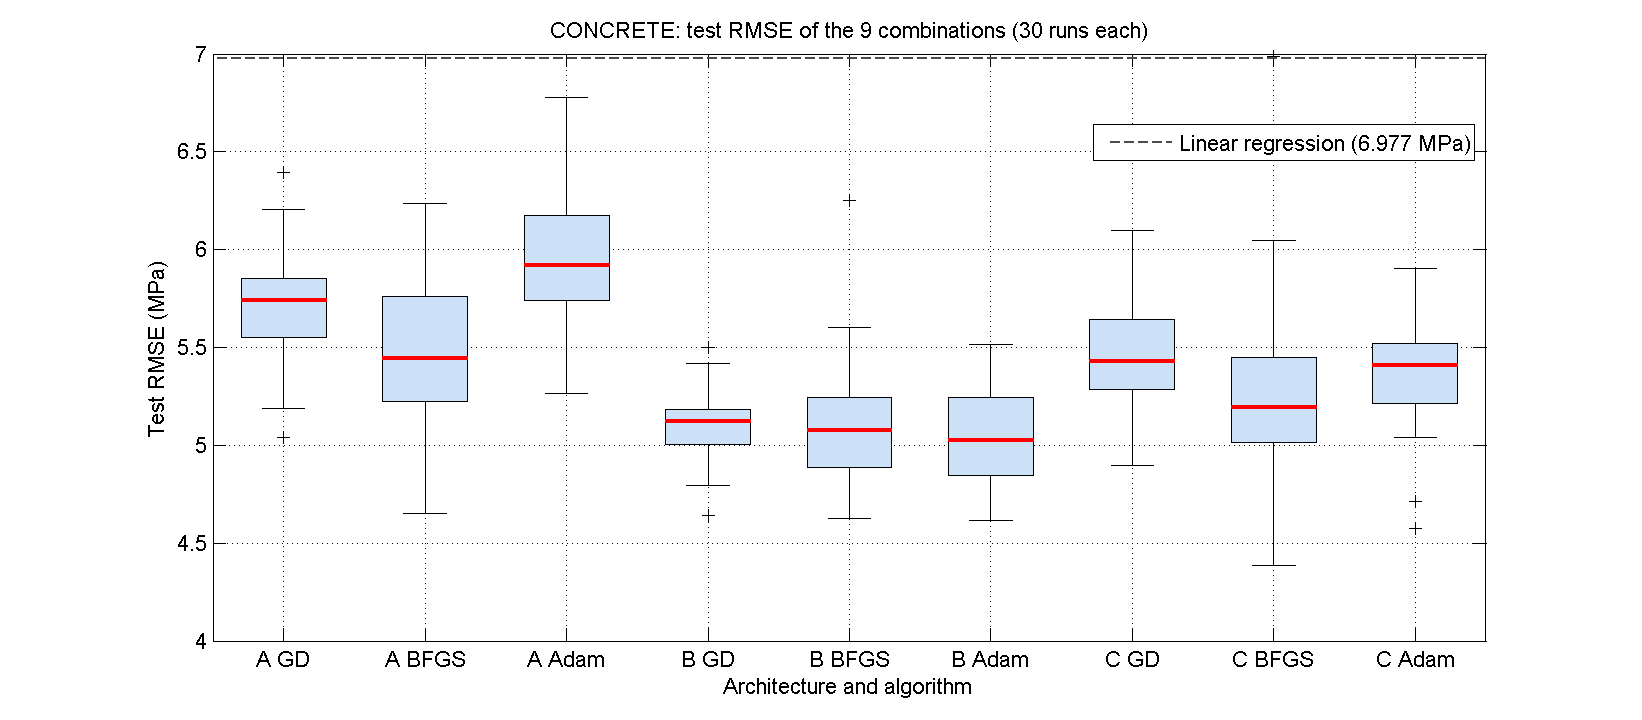 CONCRETE: test RMSE of the 9 combinations (30 runs each)
7
6.5
6
5.5
5
4.5
4
Test RMSE (MPa)
Linear regression (6.977 MPa)
A GD A BFGS A Adam B GD B BFGS B Adam C GD C BFGS C Adam
Architecture and algorithm